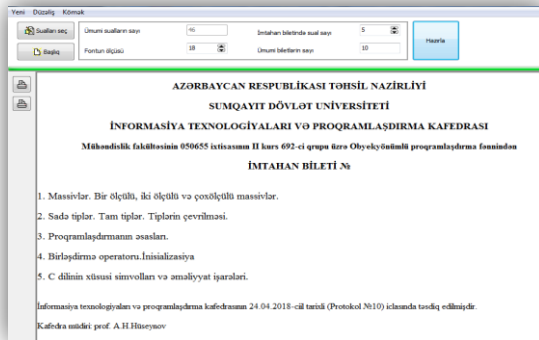 Yeni Düzəliş Kömək
Sualları seç
Başlıq
Ümumi sualların sayı 46
Fontun ölçüsü 18
İmtahan biletində sual sayı 5
Ümumi biletlərin sayı 10
Hazırla
AZƏRBAYCAN RESPUBLİKASI TƏHSİL NAZİRLİYİ
SUMQAYIT DÖVLƏT UNİVERSİTETİ
İNFORMASİYA TEXNOLOGİYALARI VƏ PROQRAMLAŞDIRMA KAFEDRASI
Mühəndislik fakültəsinin 050655 ixtisasının II kurs 692-ci qrupu üzrə Obyekyönümlü proqramlaşdırma fənnindən
İMTAHAN BİLETİ №
1. Massivlər. Bir ölçülü, iki ölçülü və çoxölçülü massivlər.
2. Sadə tiplər. Tam tiplər. Tiplərin çevrilməsi.
3. Proqramlaşdırmanın əsasları.
4. Birləşdirmə operatoru.İnisializasiya
5. C dilinin xüsusi simvolları və əməliyyat işarələri.
İnformasiya texnologiyaları və proqramlaşdırma kafedrasının 24.04.2018-cil tarixli (Protokol №10) iclasında təsdiq edilmişdir.
Kafedra müdiri: prof. A.H.Hüseynov